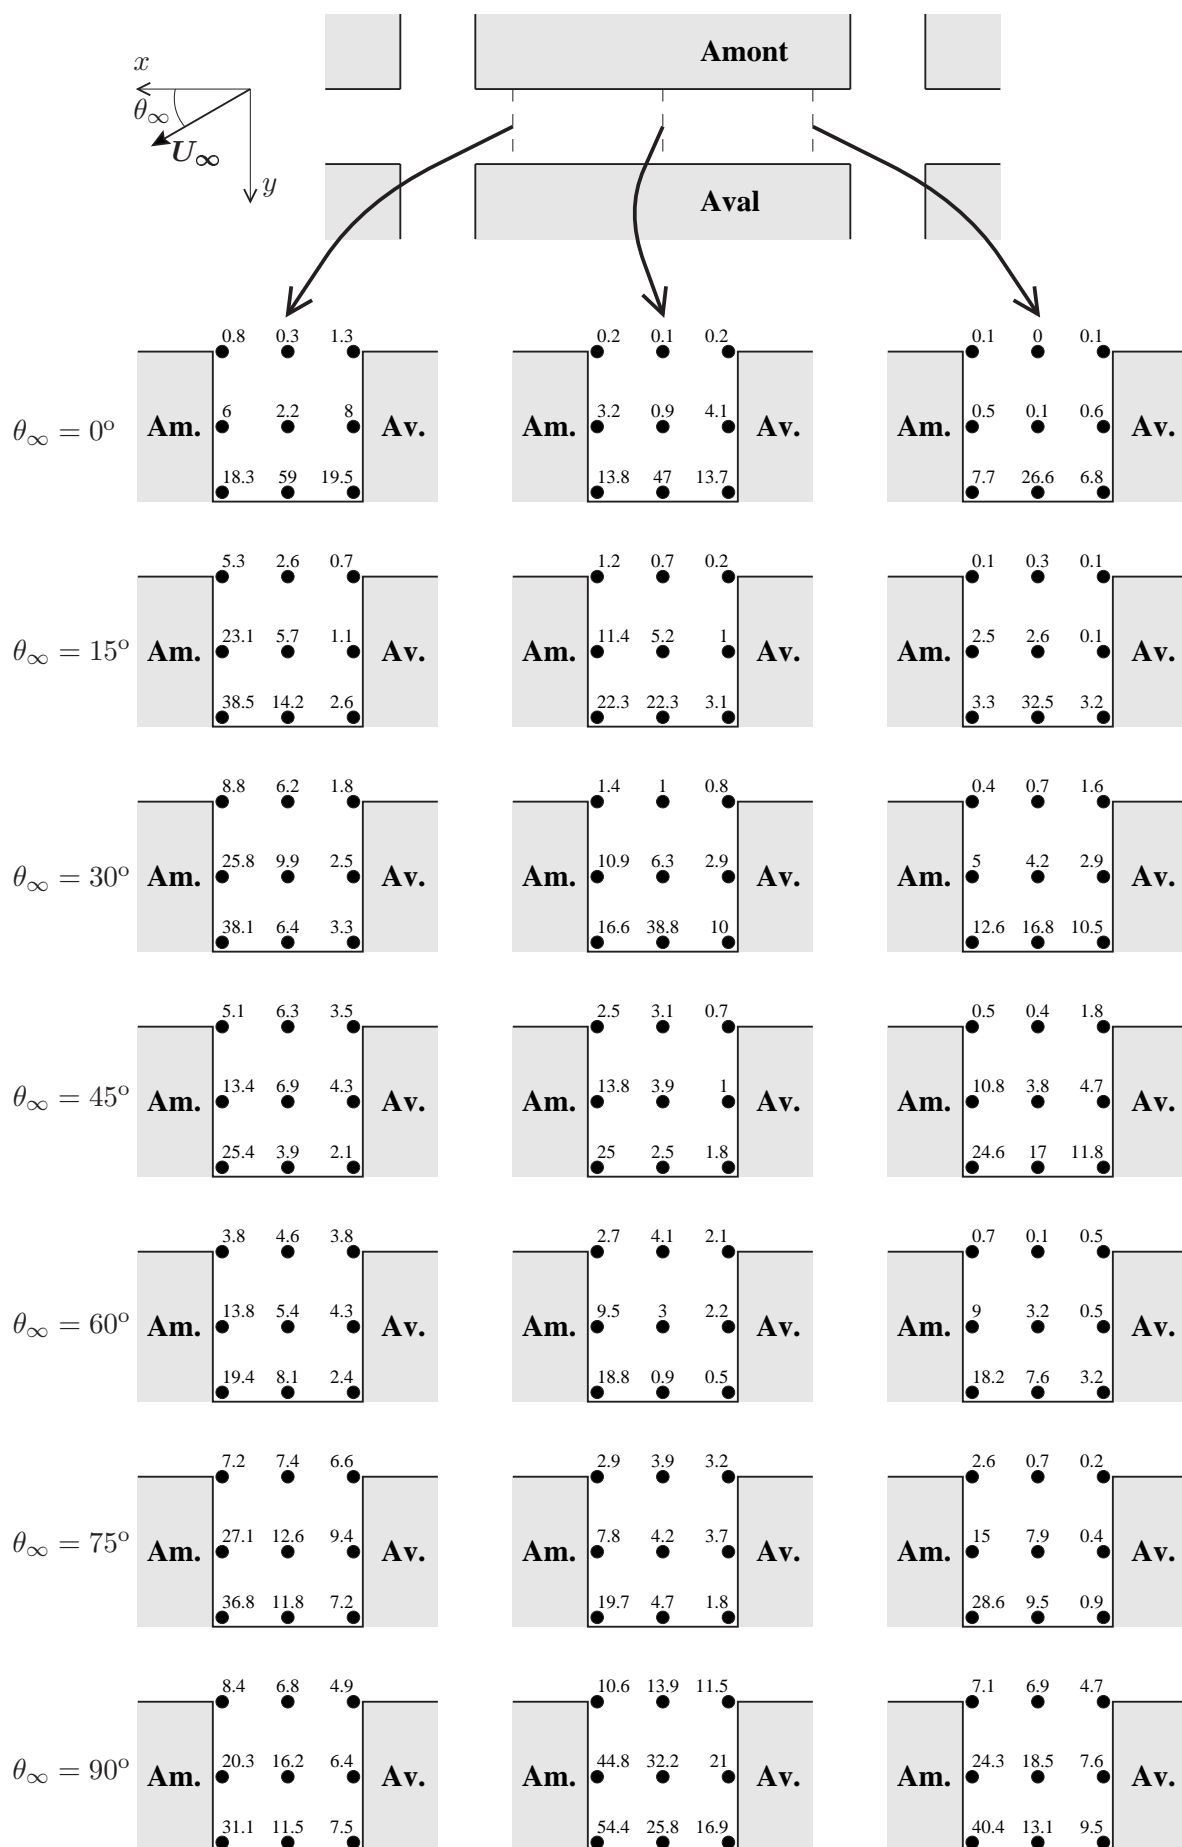 Amont
x
θ∞
U∞
y
Aval
0.8 0.3 1.3 0.2 0.1 0.2 0.1 0 0.1
θ∞ = 0º Am. 6 2.2 8 Av. Am. 3.2 0.9 4.1 Av. Am. 0.5 0.1 0.6 Av.
18.3 59 19.5 13.8 47 13.7 7.7 26.6 6.8
5.3 2.6 0.7 1.2 0.7 0.2 0.1 0.3 0.1
θ∞ = 15º Am. 23.1 5.7 1.1 Av. Am. 11.4 5.2 1 Av. Am. 2.5 2.6 0.1 Av.
38.5 14.2 2.6 22.3 22.3 3.1 3.3 32.5 3.2
8.8 6.2 1.8 1.4 1 0.8 0.4 0.7 1.6
θ∞ = 30º Am. 25.8 9.9 2.5 Av. Am. 10.9 6.3 2.9 Av. Am. 5 4.2 2.9 Av.
38.1 6.4 3.3 16.6 38.8 10 12.6 16.8 10.5
5.1 6.3 3.5 2.5 3.1 0.7 0.5 0.4 1.8
θ∞ = 45º Am. 13.4 6.9 4.3 Av. Am. 13.8 3.9 1 Av. Am. 10.8 3.8 4.7 Av.
25.4 3.9 2.1 25 2.5 1.8 24.6 17 11.8
3.8 4.6 3.8 2.7 4.1 2.1 0.7 0.1 0.5
θ∞ = 60º Am. 13.8 5.4 4.3 Av. Am. 9.5 3 2.2 Av. Am. 9 3.2 0.5 Av.
19.4 8.1 2.4 18.8 0.9 0.5 18.2 7.6 3.2
7.2 7.4 6.6 2.9 3.9 3.2 2.6 0.7 0.2
θ∞ = 75º Am. 27.1 12.6 9.4 Av. Am. 7.8 4.2 3.7 Av. Am. 15 7.9 0.4 Av.
36.8 11.8 7.2 19.7 4.7 1.8 28.6 9.5 0.9
8.4 6.8 4.9 10.6 13.9 11.5 7.1 6.9 4.7
θ∞ = 90º Am. 20.3 16.2 6.4 Av. Am. 44.8 32.2 21 Av. Am. 24.3 18.5 7.6 Av.
31.1 11.5 7.5 54.4 25.8 16.9 40.4 13.1 9.5